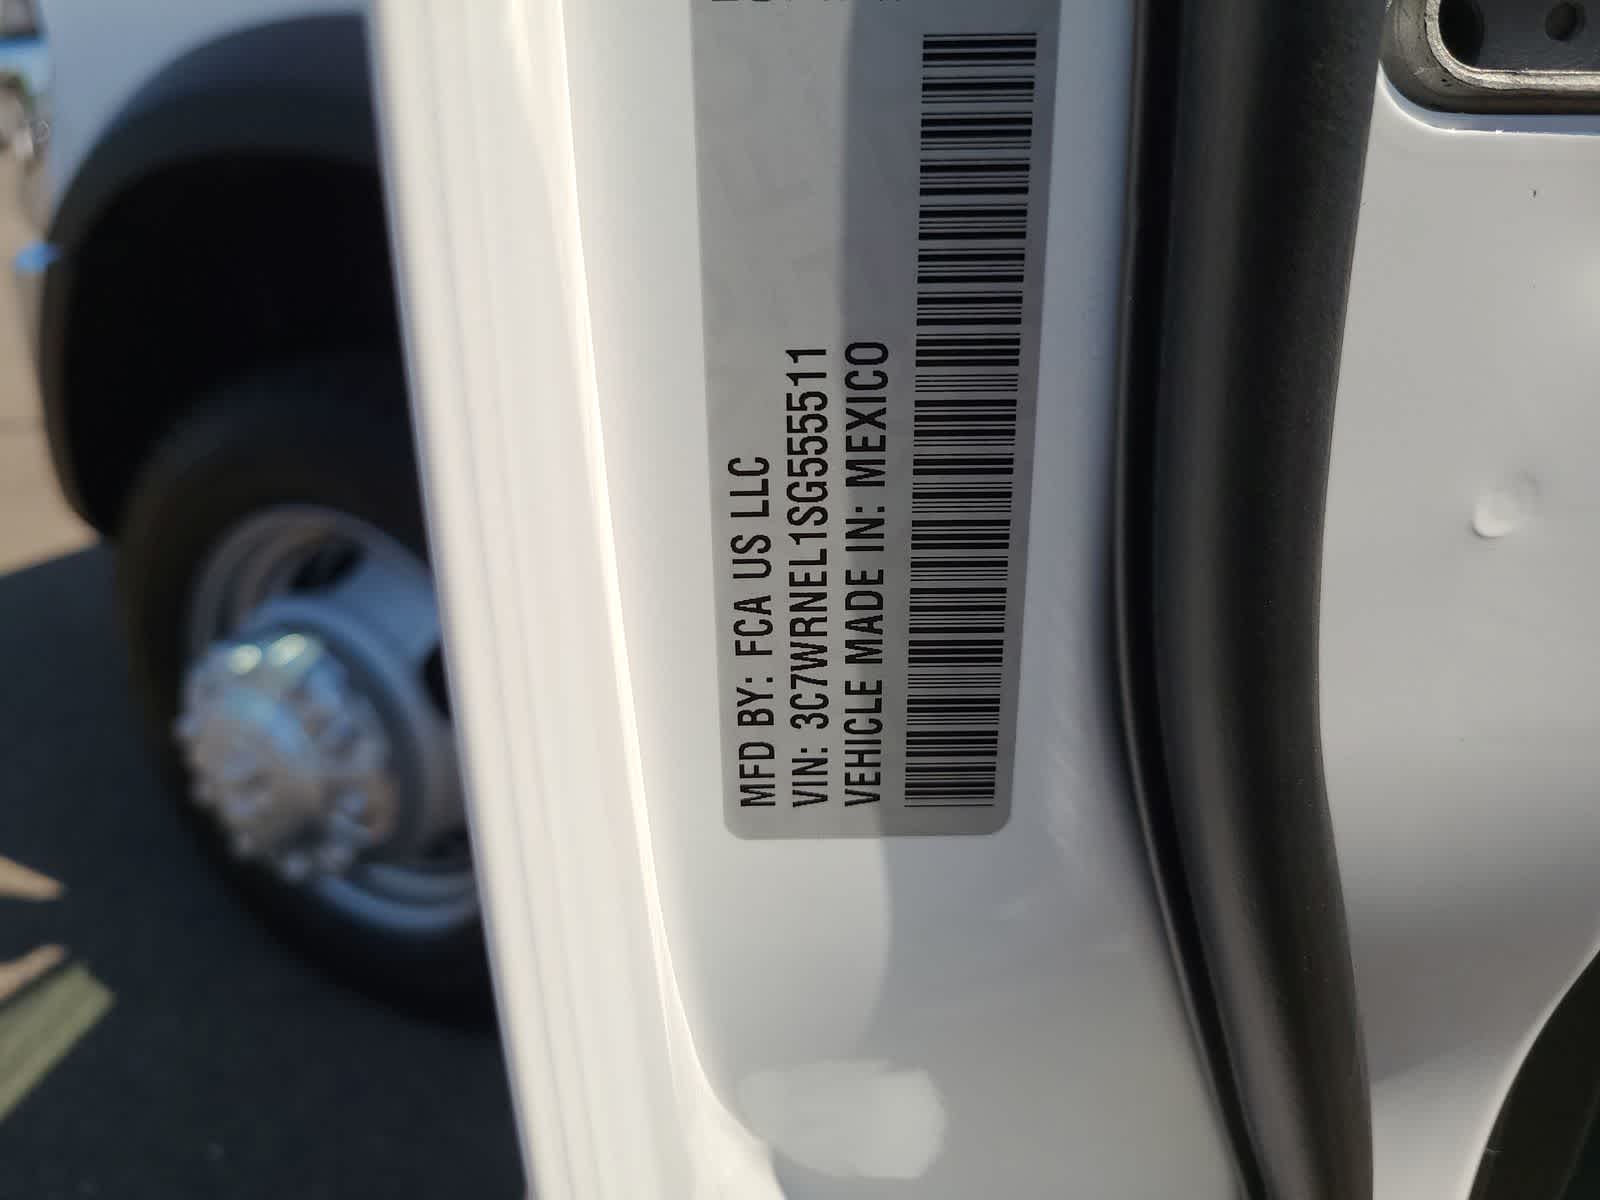 MFD BY: FCA US LLC
VIN: 3C7WRNEL1SG555511
VEHICLE MADE IN: MEXICO